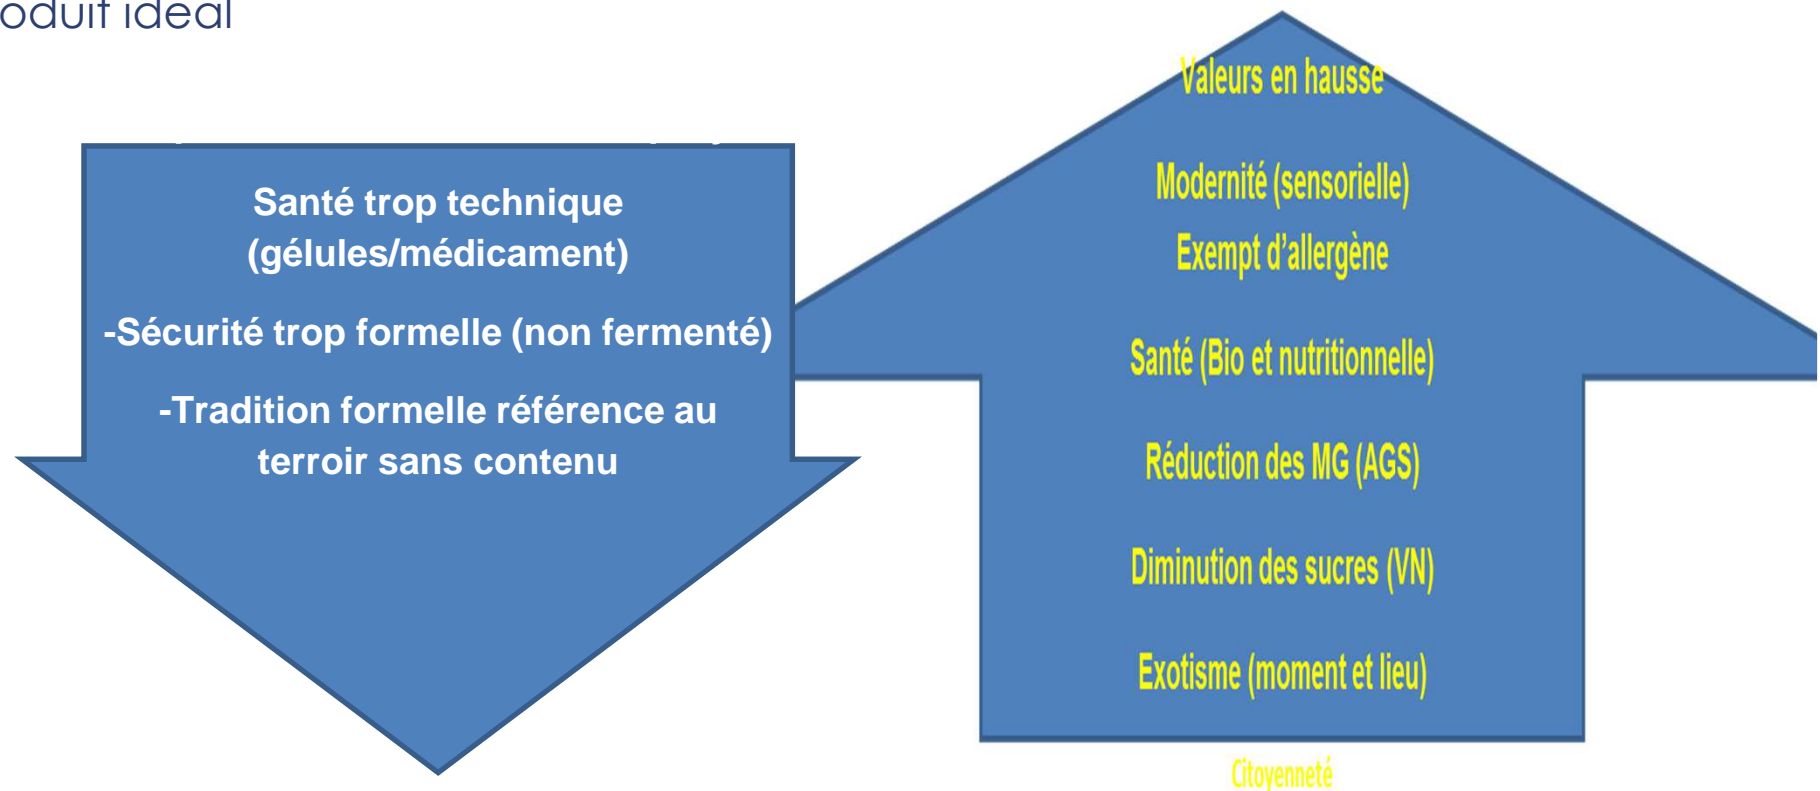 oduit idéal
Santé trop technique
(gélules/médicament)
-Sécurité trop formelle (non fermenté)
-Tradition formelle référence au
terroir sans contenu
Valeurs en hausse
Modernité (sensorielle)
Exempt d’allergène
Santé (Bio et nutritionnelle)
Réduction des MG (AGS)
Diminution des sucres (VN)
Exotisme (moment et lieu)
Citoyenneté